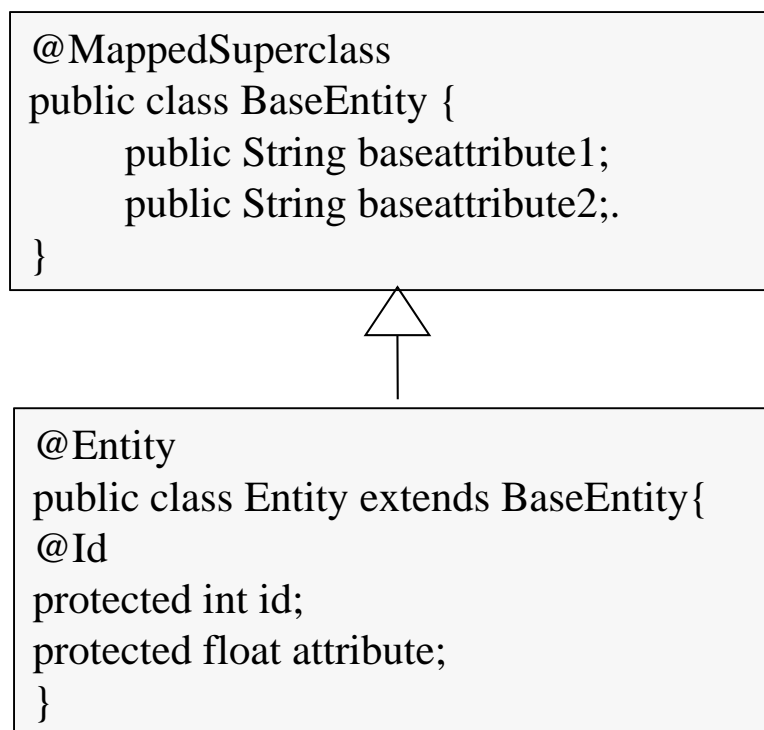 @MappedSuperclass
public class BaseEntity {
public String baseattribute1;
public String baseattribute2;.
}
@Entity
public class Entity extends BaseEntity{
@Id
protected int id;
protected float attribute;
}